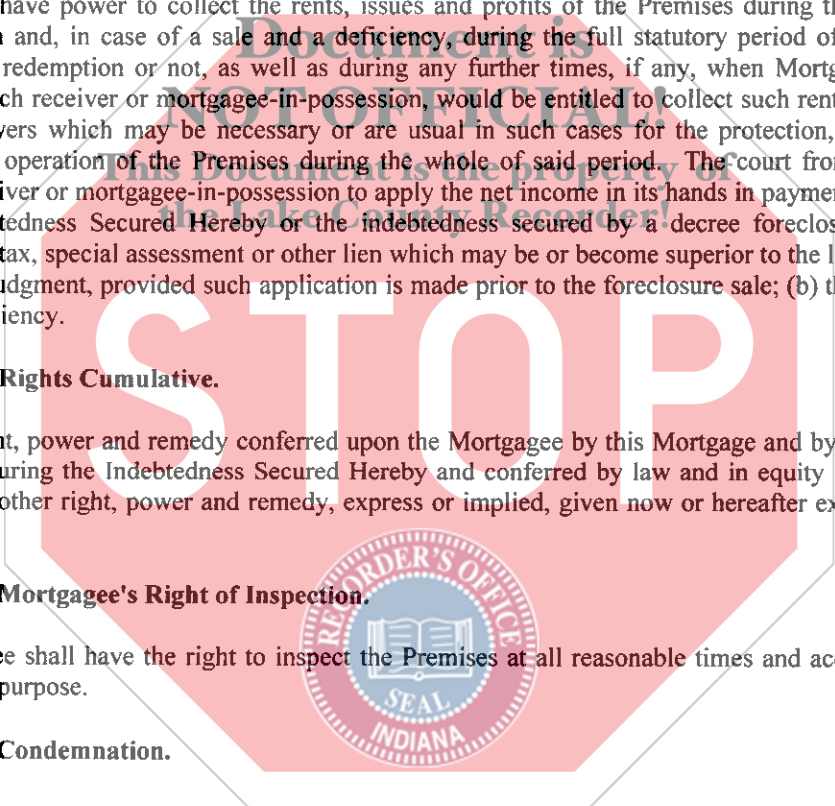 have power to collect the rents, issues and profits of the Premises during th
and, in case of a sale and a deficiency, during the full statutory period of
redemption or not, as well as during any further times, if any, when Mortg
ch receiver or mortgagee-in-possession, would be entitled to collect such rent
ers which may be necessary or are usual in such cases for the protection,
operation of the Premises during the whole of said period. The court from
iver or mortgagee-in-possession to apply the net income in its hands in paymen
tedness Secured Hereby or the indebtedness secured by a decree foreclos
tax, special assessment or other lien which may be or become superior to the l
udgment, provided such application is made prior to the foreclosure sale; (b) th
iency.
Document is
NOT OFFICIAL!
This Document is the property of
the Lake County Recorder!
STOP
Rights Cumulative.
nt, power and remedy conferred upon the Mortgagee by this Mortgage and by
uring the Indebtedness Secured Hereby and conferred by law and in equity
other right, power and remedy, express or implied, given now or hereafter ex
Mortgagee's Right of Inspection.
ee shall have the right to inspect the Premises at all reasonable times and acc
purpose.
RECORDER'S OFFICE
SEAL
INDIANA
Condemnation.